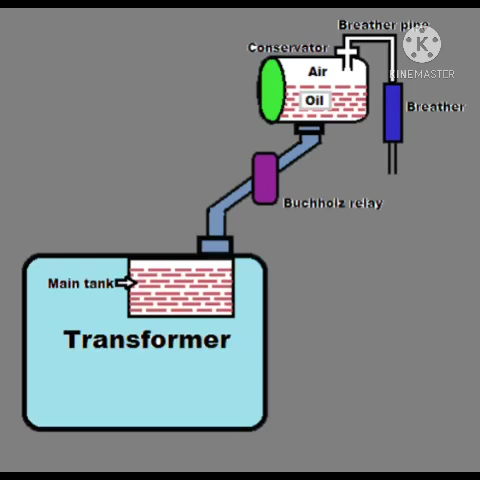 Breather pipe
Conservator
K
KINEMASTER
Air
Oil
Breather
Buchholz relay
Main tank
Transformer